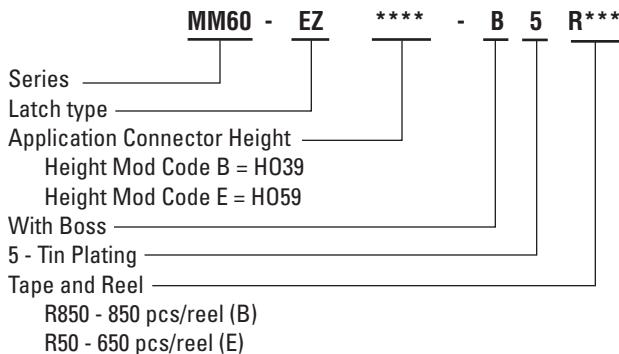 MM60 - EZ **** - B 5 R***
Series
Latch type
Application Connector Height
Height Mod Code B = HO39
Height Mod Code E = HO59
With Boss
5 - Tin Plating
Tape and Reel
R850 - 850 pcs/reel (B)
R50 - 650 pcs/reel (E)